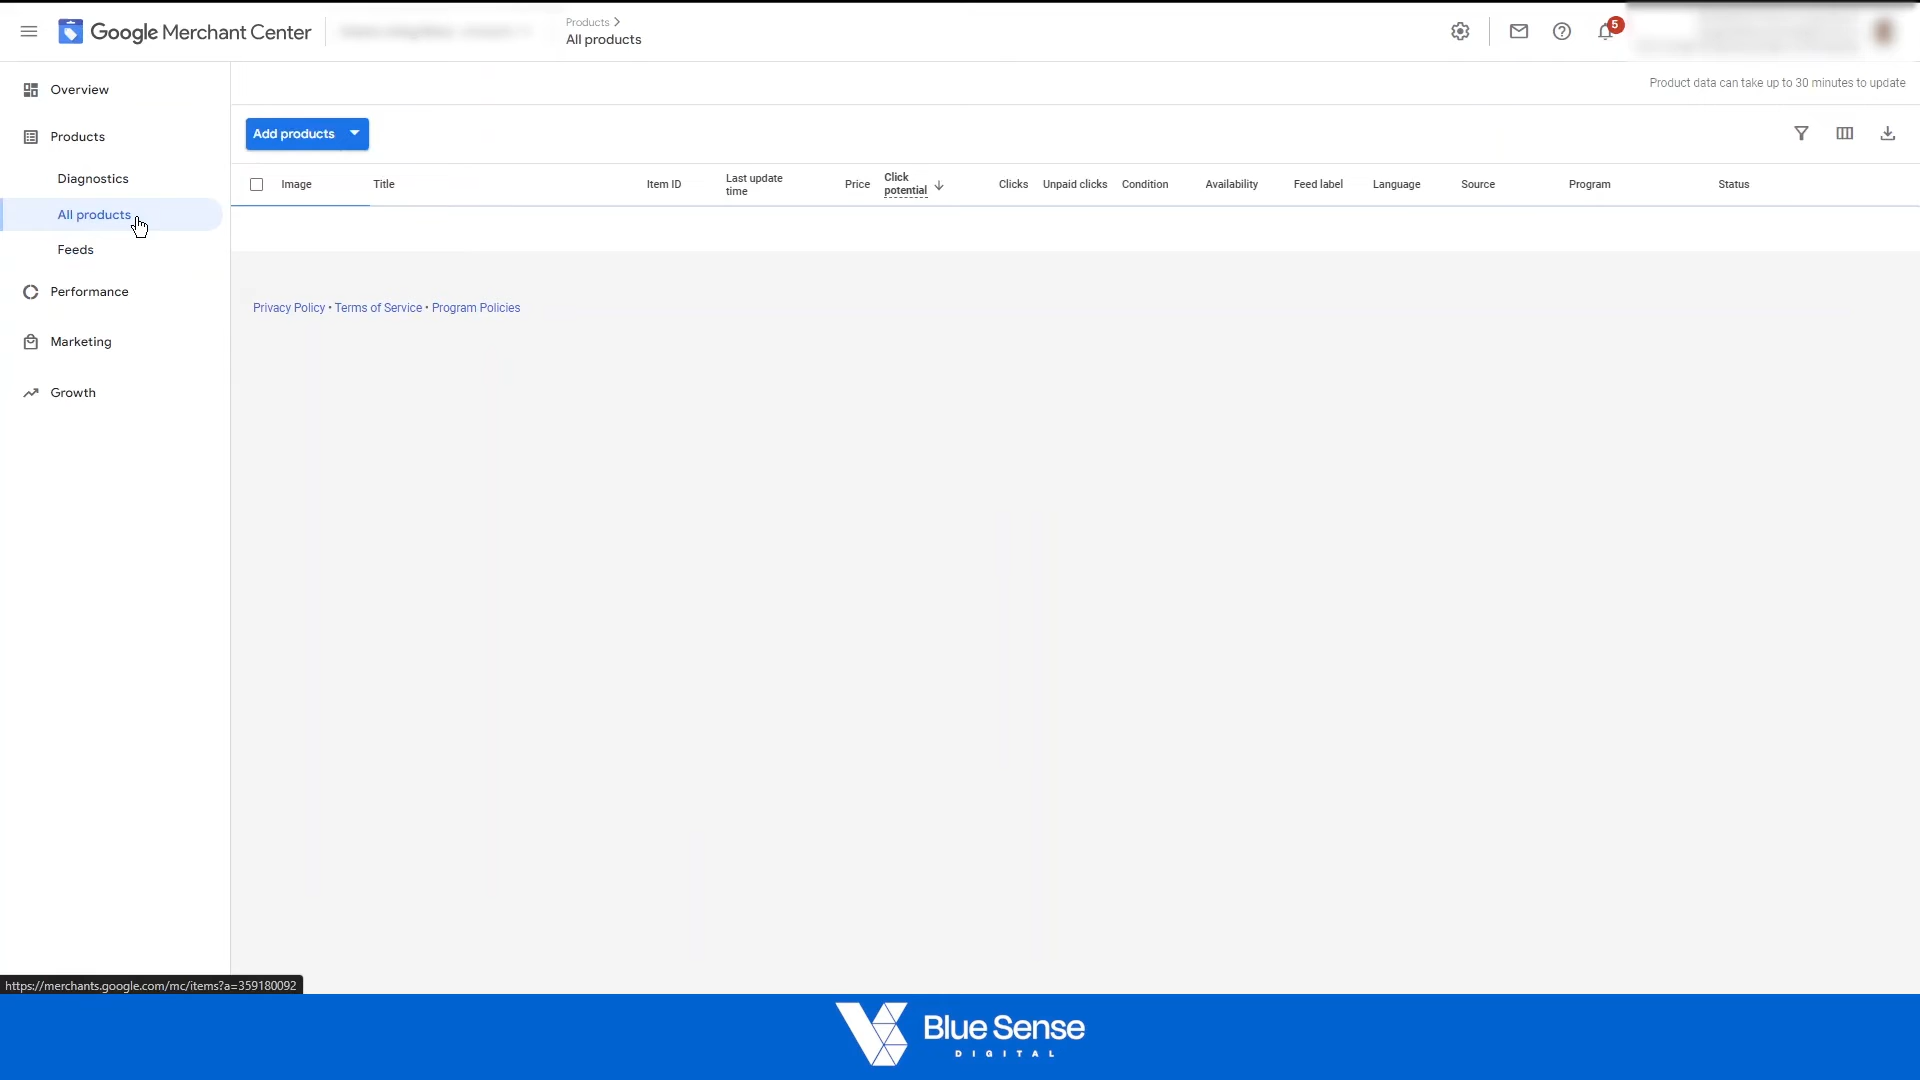 Google Merchant Center
Products
All products
5
Product data can take up to 30 minutes to update
Overview
Products
Diagnostics
All products
Feeds
Performance
Marketing
Growth
Add products
Image
Title
Item ID
Last update
time
Price
Click
potential
Clicks
Unpaid clicks
Condition
Availability
Feed label
Language
Source
Program
Status
Privacy Policy • Terms of Service • Program Policies
https://merchants.google.com/mc/items?a=359180092
Blue Sense
DIGITAL